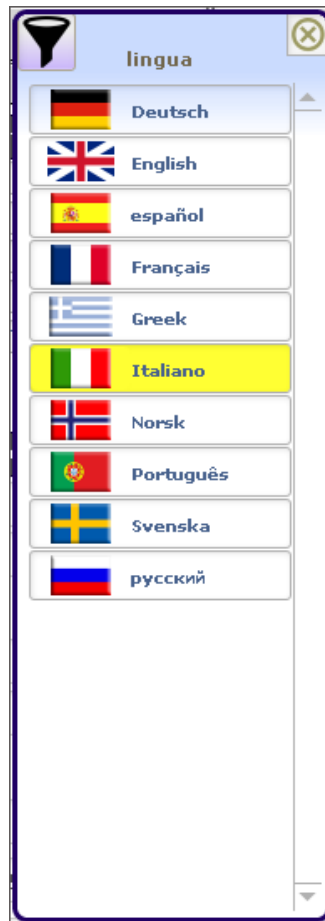 lingua
Deutsch
English
español
Français
Greek
Italiano
Norsk
Português
Svenska
русский